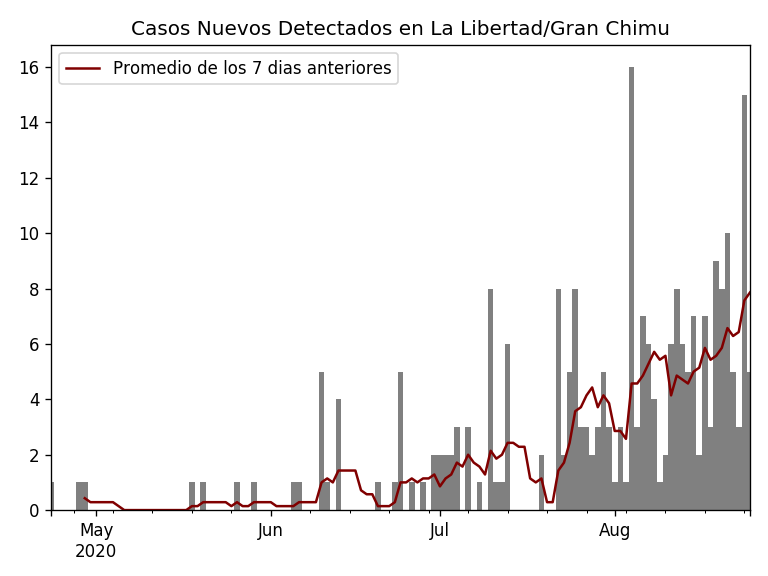 Casos Nuevos Detectados en La Libertad/Gran Chimu
Promedio de los 7 dias anteriores
16
14
12
10
8
6
4
2
0
May
2020
Jun
Jul
Aug